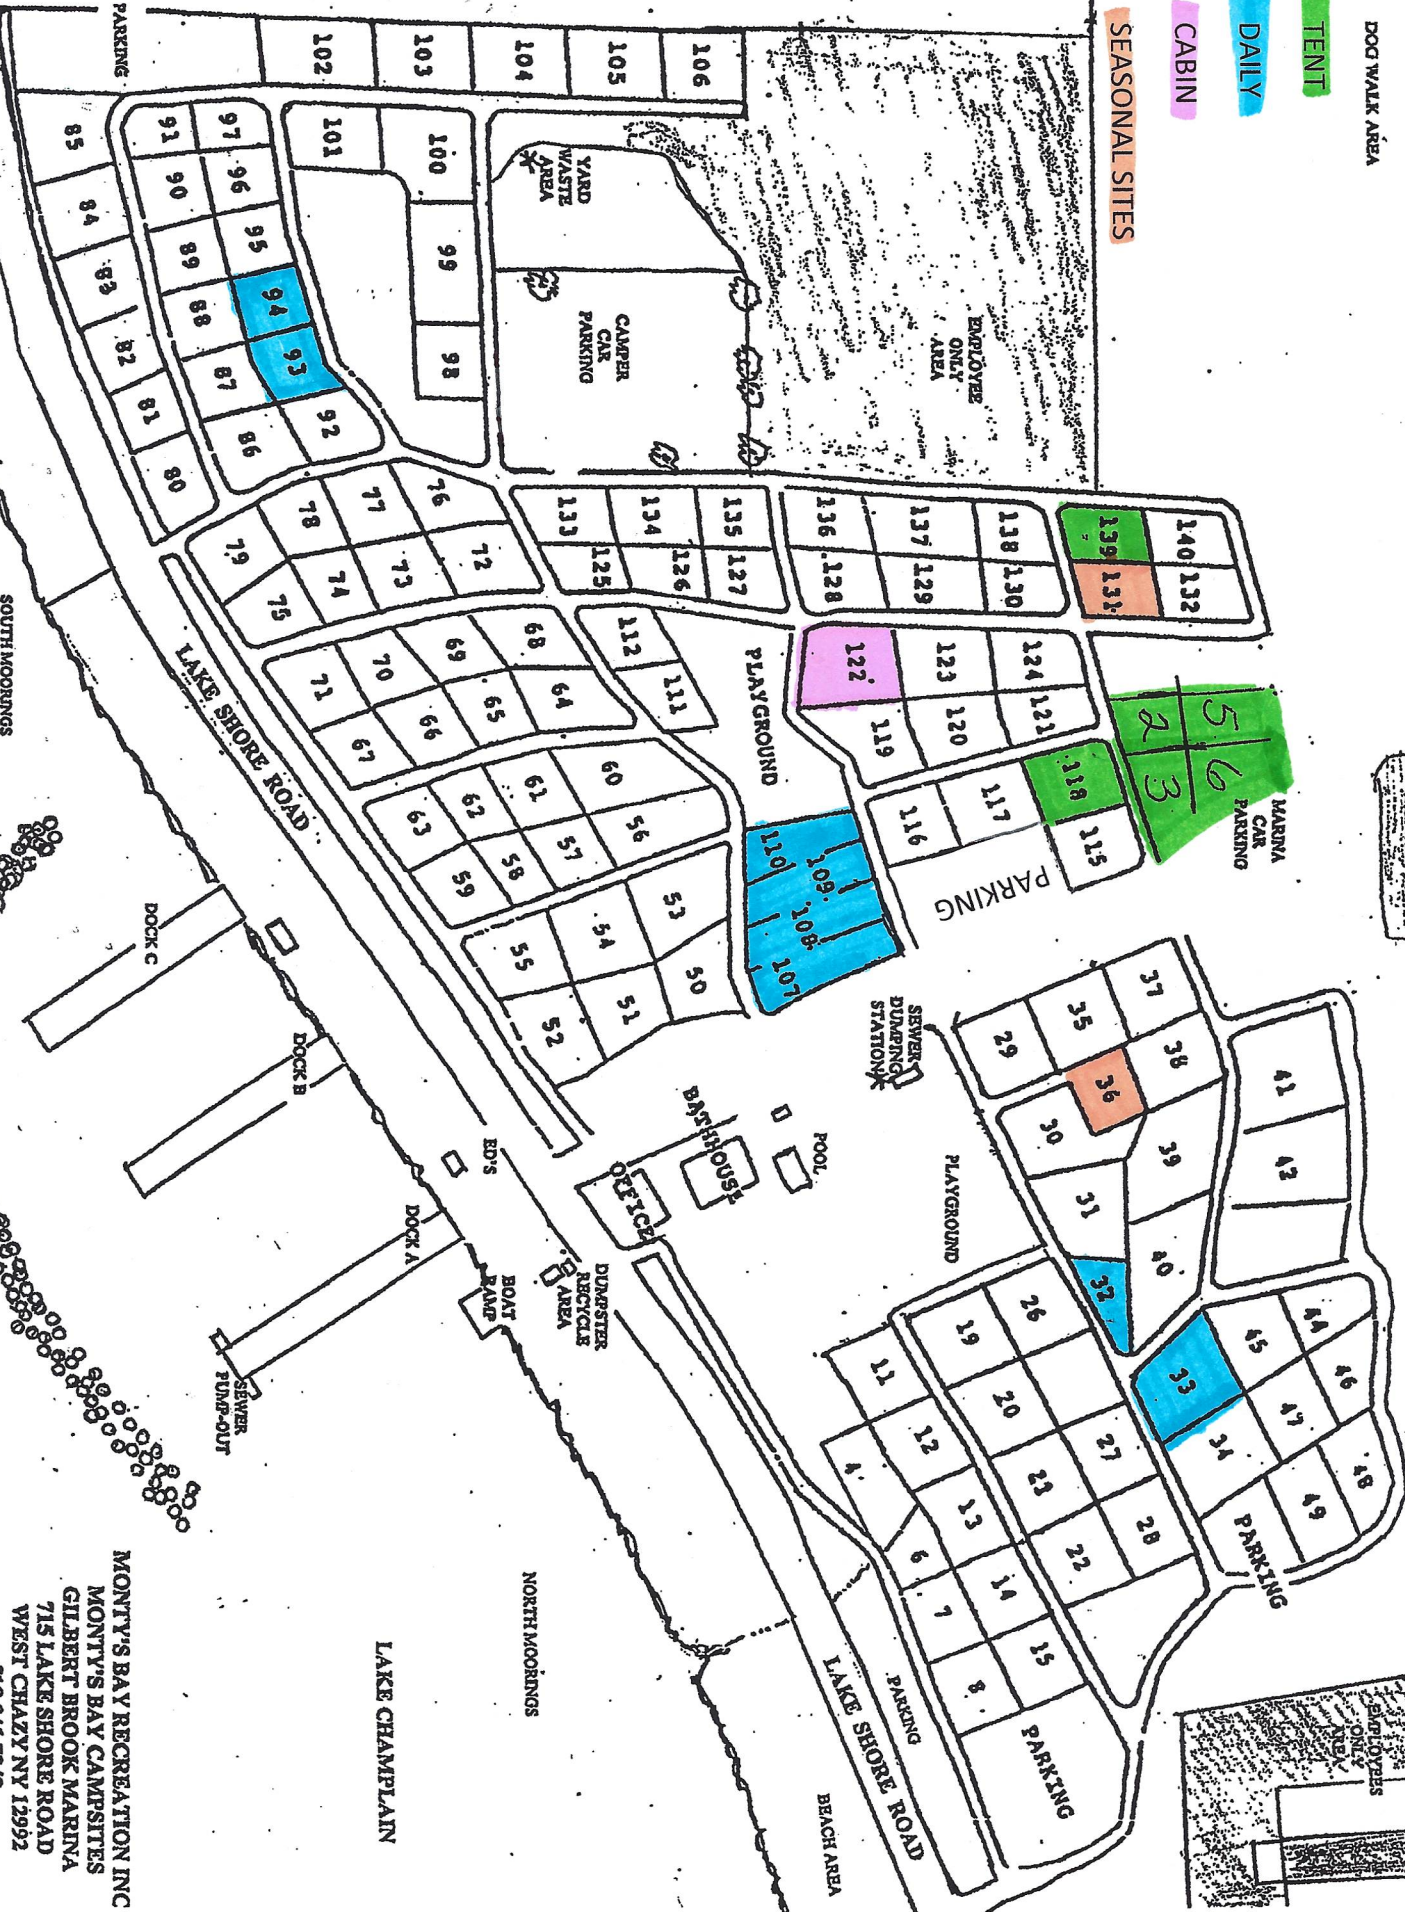 DOG WALK AREA
TENT
DAILY
CABIN
SEASONAL SITES
PARKING
102
103
104
105
106
EMPLOYEE
ONLY
AREA
YARD
WASTE
AREA
CAMPER
CAR
PARKING
101
100
99
98
97
96
95
94
93
92
91
90
89
88
87
86
85
84
83
82
81
80
140
132
139
131
138
130
137
129
136
128
135
127
134
126
133
125
76
77
78
79
72
73
74
75
124
121
123
120
122
119
5
6
2
3
MARINA
CAR
PARKING
118
115
117
116
PARKING
PLAYGROUND
112
111
68
69
70
71
64
65
66
67
60
61
62
63
56
57
58
59
110
109
108
107
53
54
55
50
51
52
LAKE SHORE ROAD
SOUTH MOORINGS
DOCK C
DOCK B
DOCK A
ED'S
SEWER
DUMPING
STATION
POOL
BATHHOUSE
OFFICE
PLAYGROUND
37
35
29
38
36
30
41
42
39
31
40
32
44
45
33
46
47
34
48
49
PARKING
26
19
11
20
12
4
27
23
13
6
28
22
14
7
15
8
PARKING
PARKING
LAKE SHORE ROAD
BEACH AREA
DUMPSTER
RECYCLE
AREA
BOAT
RAMP
SEWER
PUMP-OUT
NORTH MOORINGS
LAKE CHAMPLAIN
EMPLOYEES
ONLY
AREA
MONTY'S BAY RECREATION INC
MONTY'S BAY CAMPSITES
GILBERT BROOK MARINA
715 LAKE SHORE ROAD
WEST CHAZY NY 12992